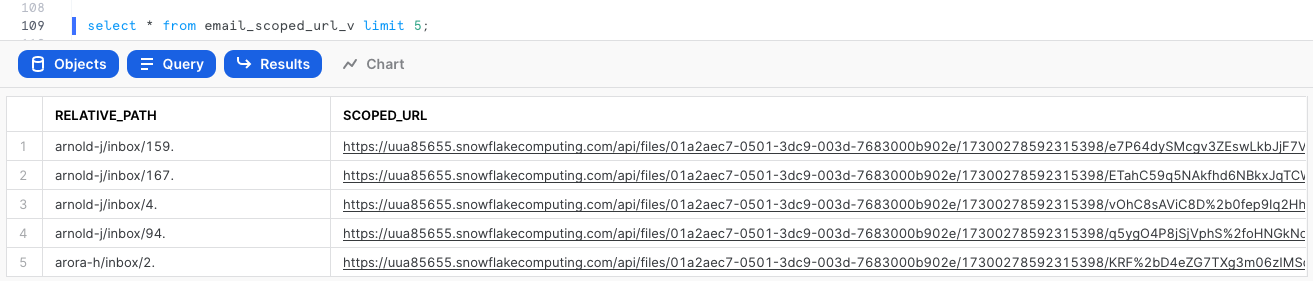 108
109 select * from email_scoped_url_v limit 5;
Objects Query Results Chart
RELATIVE_PATH SCOPED_URL
1 arnold-j/inbox/159. https://uua85655.snowflakecomputing.com/api/files/01a2aec7-0501-3dc9-003d-7683000b902e/17300278592315398/e7P64dySMcgv3ZEswLkbJjF7V
2 arnold-j/inbox/167. https://uua85655.snowflakecomputing.com/api/files/01a2aec7-0501-3dc9-003d-7683000b902e/17300278592315398/ETahC59q5NAkfhd6NBkxJqTCW
3 arnold-j/inbox/4. https://uua85655.snowflakecomputing.com/api/files/01a2aec7-0501-3dc9-003d-7683000b902e/17300278592315398/vOhC8sAViC8D%2b0fep9Iq2Hh
4 arnold-j/inbox/94. https://uua85655.snowflakecomputing.com/api/files/01a2aec7-0501-3dc9-003d-7683000b902e/17300278592315398/q5ygO4P8jSjVphS%2foHNGkNc
5 arora-h/inbox/2. https://uua85655.snowflakecomputing.com/api/files/01a2aec7-0501-3dc9-003d-7683000b902e/17300278592315398/KRF%2bD4eZG7TXg3m06zIMS